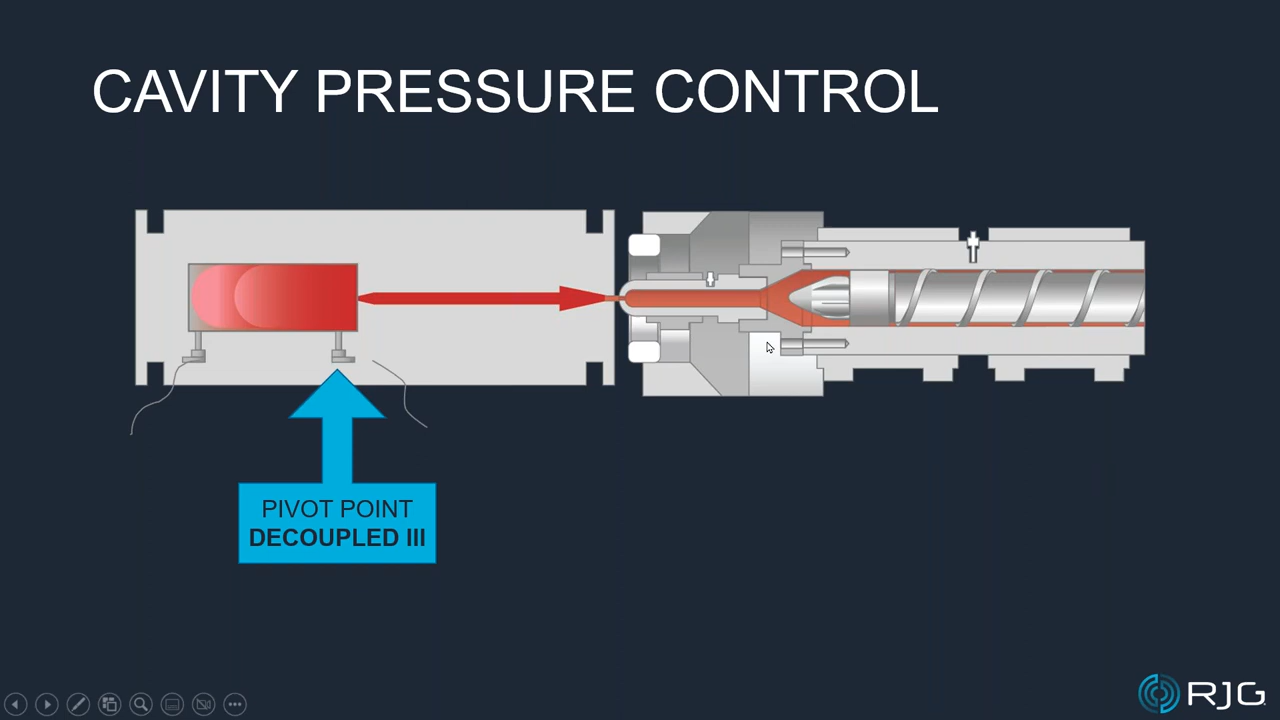 CAVITY PRESSURE CONTROL
PIVOT POINT
DECOUPLED III
RJG